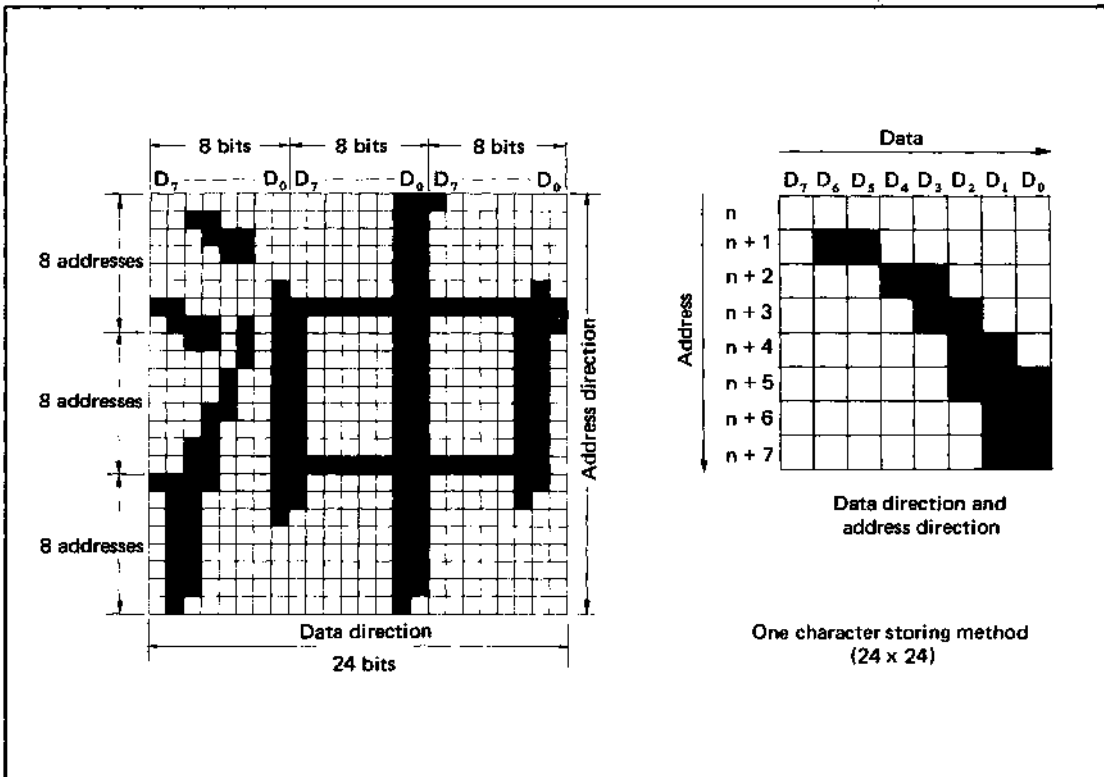 8 bits 8 bits 8 bits
D₇ D₀ D₇ D₀ D₇ D₀
8 addresses
8 addresses
8 addresses
沖
Address direction
Data direction
24 bits
Data
D₇ D₆ D₅ D₄ D₃ D₂ D₁ D₀
Address
n
n + 1
n + 2
n + 3
n + 4
n + 5
n + 6
n + 7
Data direction and
address direction
One character storing method
(24 x 24)